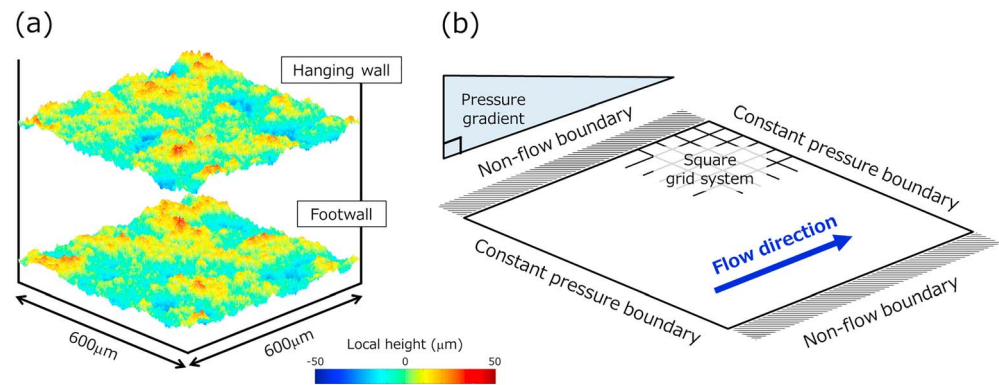 (a)
Hanging wall
Footwall
600μm
600μm
Local height (μm)
-50
0
50
(b)
Pressure
gradient
Non-flow boundary
Constant pressure boundary
Square
grid system
Flow direction
Constant pressure boundary
Non-flow boundary